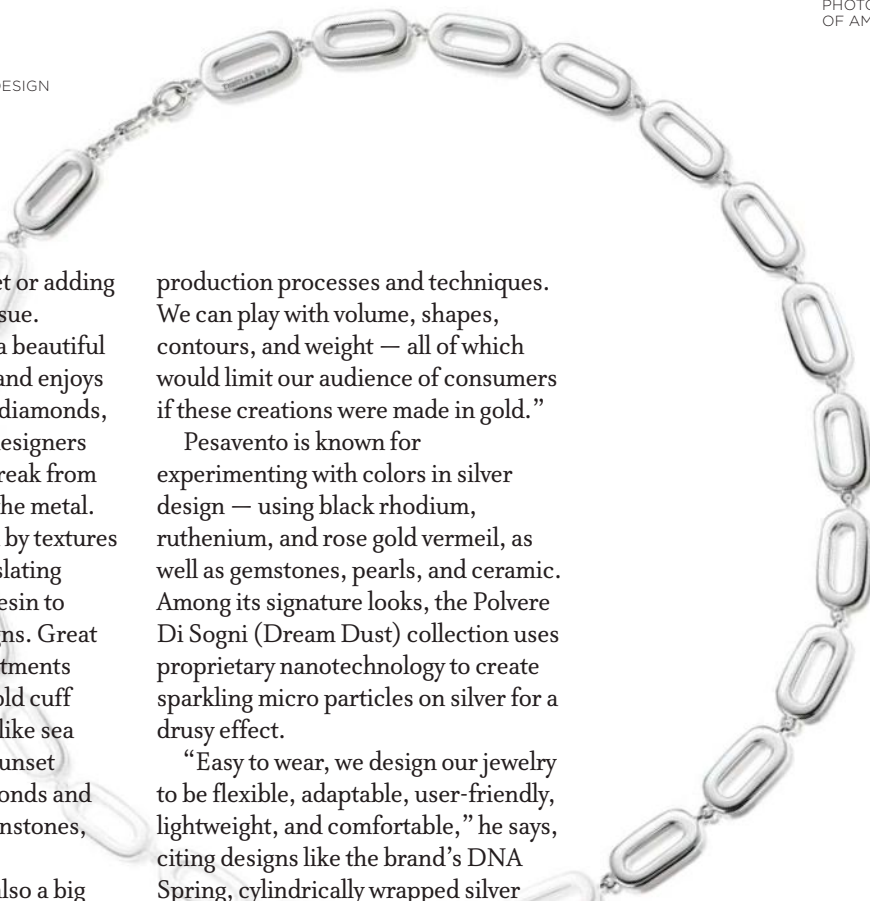 PHOTO
OF AM
ESIGN
et or adding
sue.
a beautiful
and enjoys
diamonds,
esigners
reak from
he metal.
by textures
slating
esin to
gns. Great
tments
old cuff
like sea
unset
onds and
nstones,
also a big
production processes and techniques.
We can play with volume, shapes,
contours, and weight — all of which
would limit our audience of consumers
if these creations were made in gold.”
Pesavento is known for
experimenting with colors in silver
design — using black rhodium,
ruthenium, and rose gold vermeil, as
well as gemstones, pearls, and ceramic.
Among its signature looks, the Polvere
Di Sogni (Dream Dust) collection uses
proprietary nanotechnology to create
sparkling micro particles on silver for a
drusy effect.
“Easy to wear, we design our jewelry
to be flexible, adaptable, user-friendly,
lightweight, and comfortable,” he says,
citing designs like the brand’s DNA
Spring, cylindrically wrapped silver